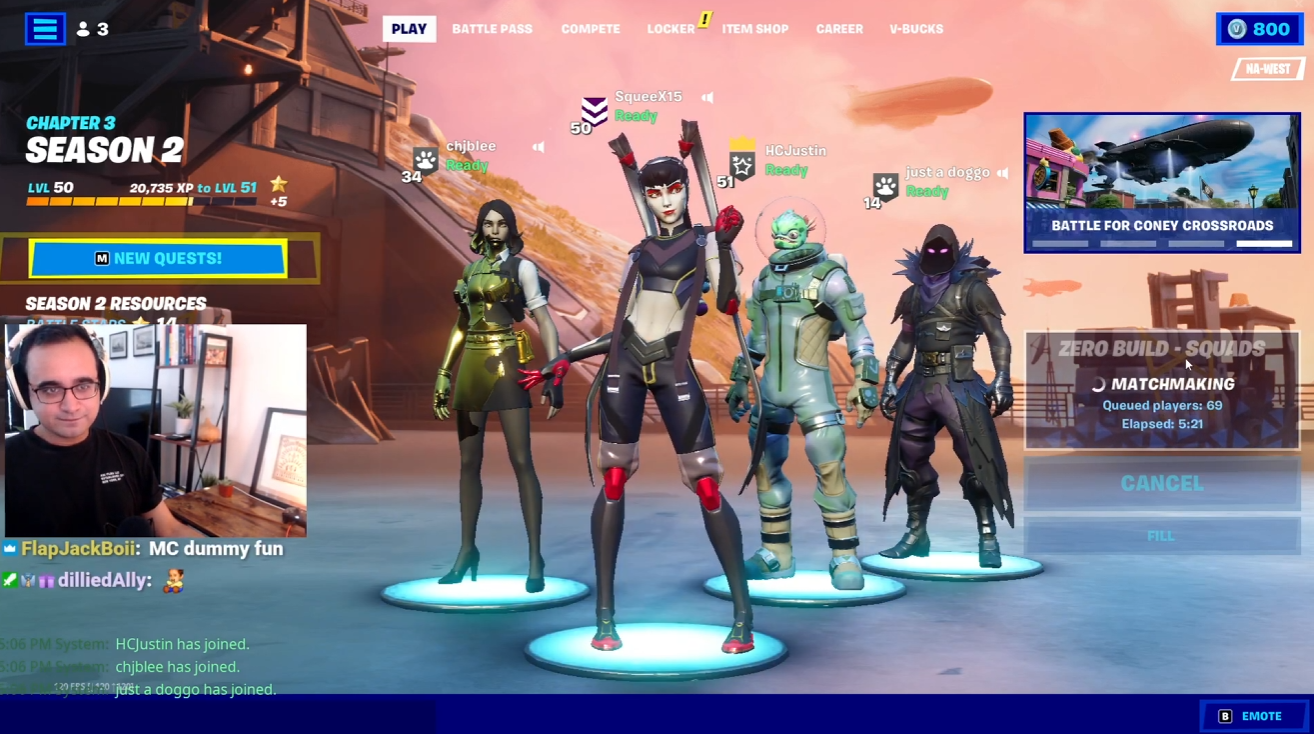 3
PLAY
BATTLE PASS
COMPETE
LOCKER
!
ITEM SHOP
CAREER
V-BUCKS
800
NA-WEST
CHAPTER 3
SEASON 2
LVL 50
20,735 XP to LVL 51
+5
M NEW QUESTS!
SEASON 2 RESOURCES
BATTLE STARS 14
chjblee
Ready
34
SqueeX15
Ready
50
HCJustin
Ready
51
just a doggo
Ready
14
BATTLE FOR CONEY CROSSROADS
ZERO BUILD - SQUADS
MATCHMAKING
Queued players: 69
Elapsed: 5:21
CANCEL
FILL
FlapJackBoii: MC dummy fun
dilliedAlly:
5:06 PM System: HCJustin has joined.
5:06 PM System: chjblee has joined.
just a doggo has joined.
B EMOTE